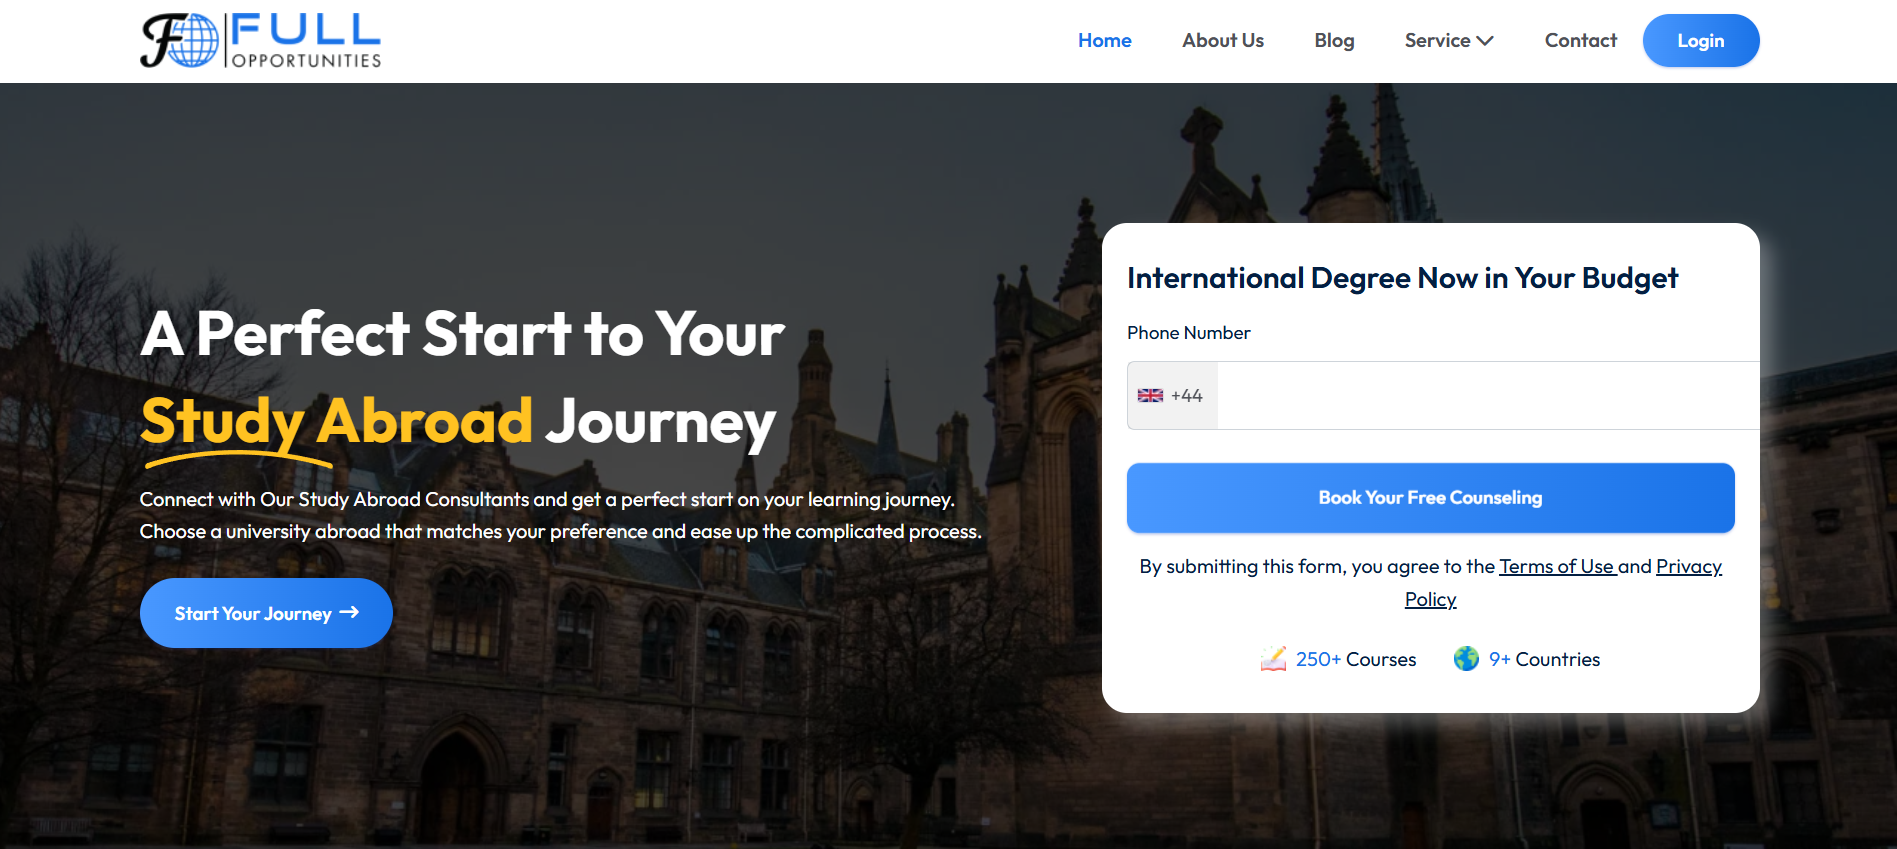 FULL
OPPORTUNITIES
Home
About Us
Blog
Service
Contact
Login
A Perfect Start to Your
Study Abroad Journey
Connect with Our Study Abroad Consultants and get a perfect start on your learning journey.
Choose a university abroad that matches your preference and ease up the complicated process.
Start Your Journey →
International Degree Now in Your Budget
Phone Number
+44
Book Your Free Counseling
By submitting this form, you agree to the Terms of Use and Privacy
Policy
250+ Courses
9+ Countries